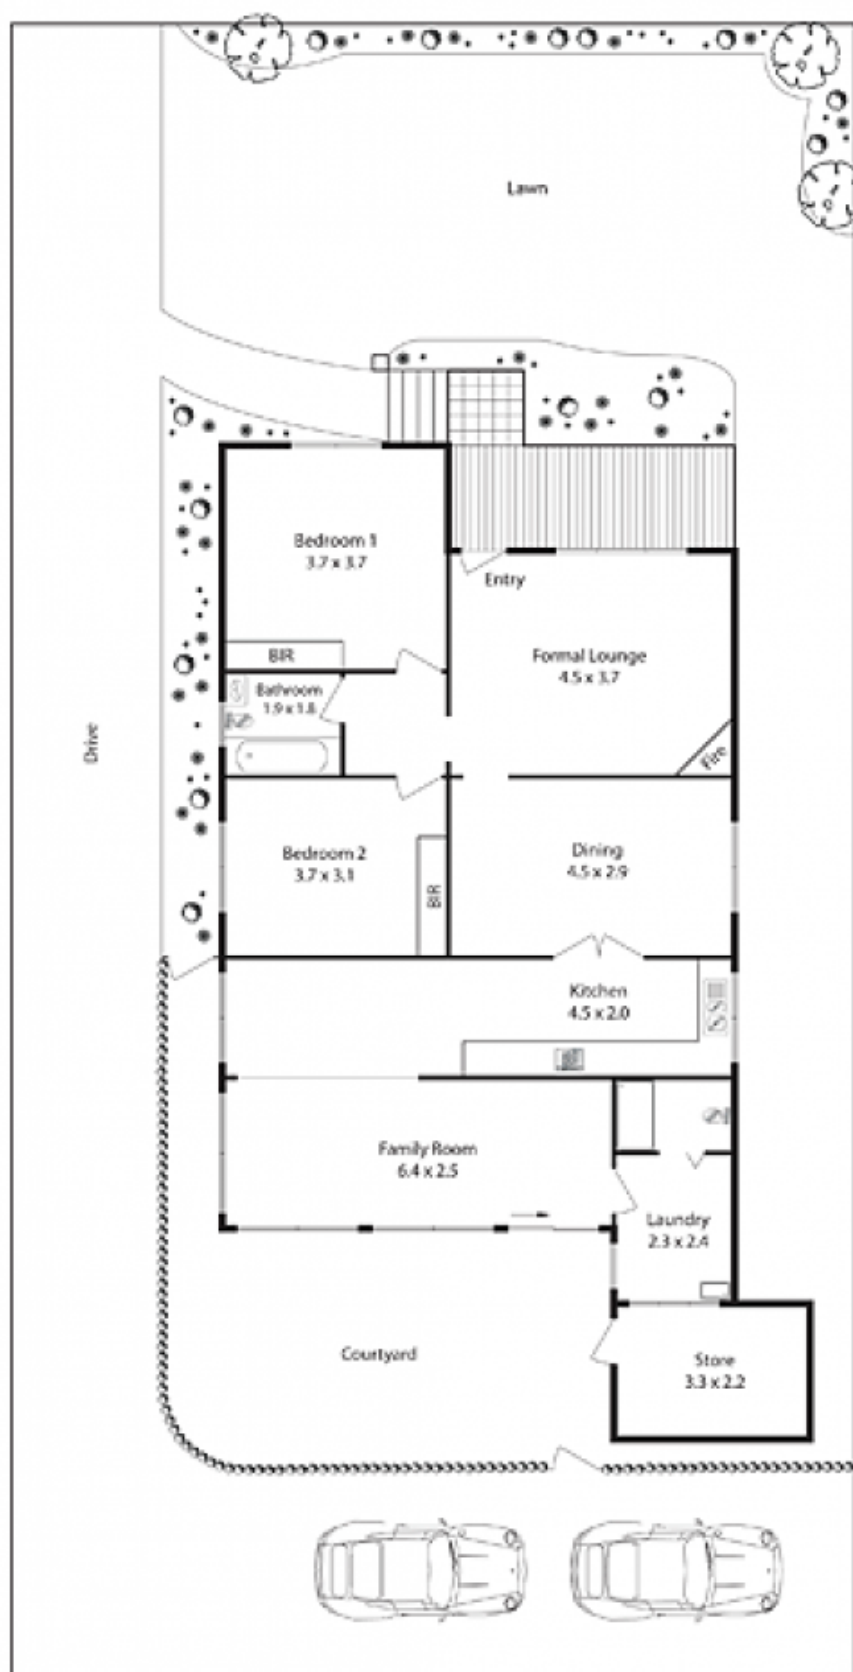 Lawn
Bedroom 1
3.7 x 3.7
Entry
BIR
Formal Lounge
4.5 x 3.7
Bathroom
1.9 x 1.8
Fire
Drive
Bedroom 2
3.7 x 3.1
BIR
Dining
4.5 x 2.9
Kitchen
4.5 x 2.0
Family Room
6.4 x 2.5
Laundry
2.3 x 2.4
Courtyard
Store
3.3 x 2.2